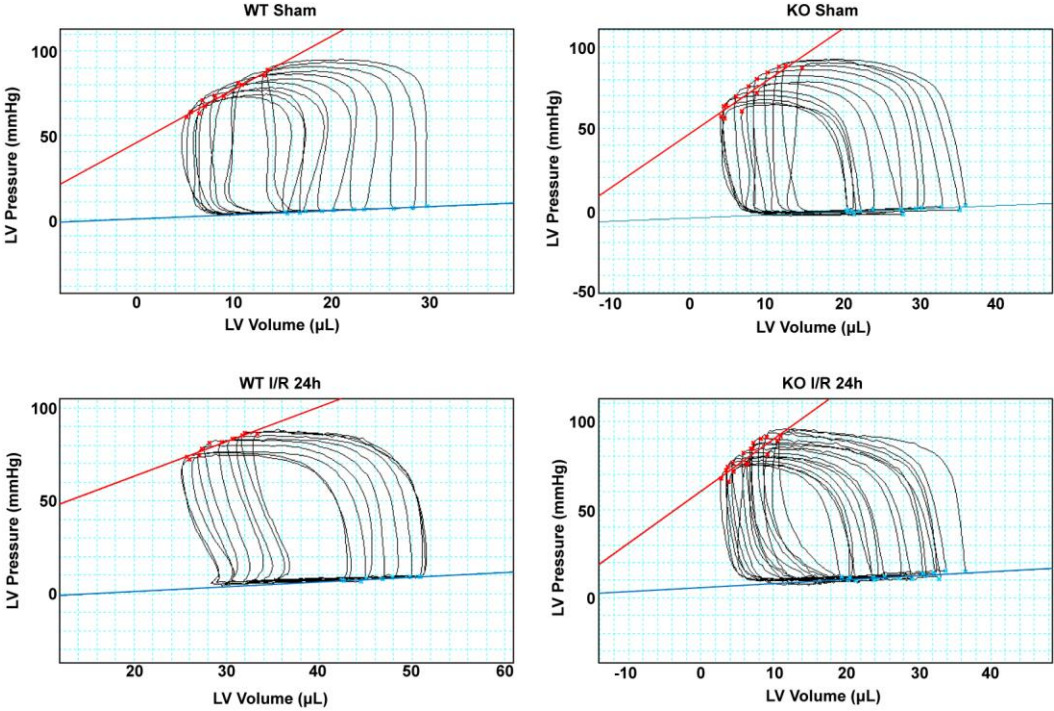 WT Sham
LV Pressure (mmHg)
100
50
0
0 10 20 30
LV Volume (µL)
KO Sham
LV Pressure (mmHg)
100
50
0
-50
-10 0 10 20 30 40
LV Volume (µL)
WT I/R 24h
LV Pressure (mmHg)
100
50
0
20 30 40 50 60
LV Volume (µL)
KO I/R 24h
LV Pressure (mmHg)
100
50
0
-10 0 10 20 30 40
LV Volume (µL)